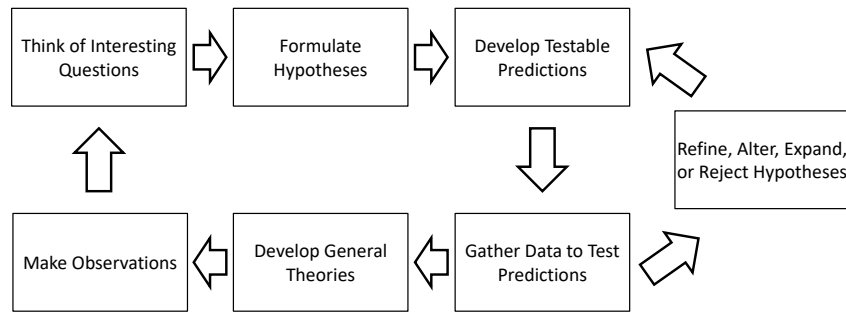 Think of Interesting
Questions
Formulate
Hypotheses
Develop Testable
Predictions
Refine, Alter, Expand,
or Reject Hypotheses
Gather Data to Test
Predictions
Develop General
Theories
Make Observations